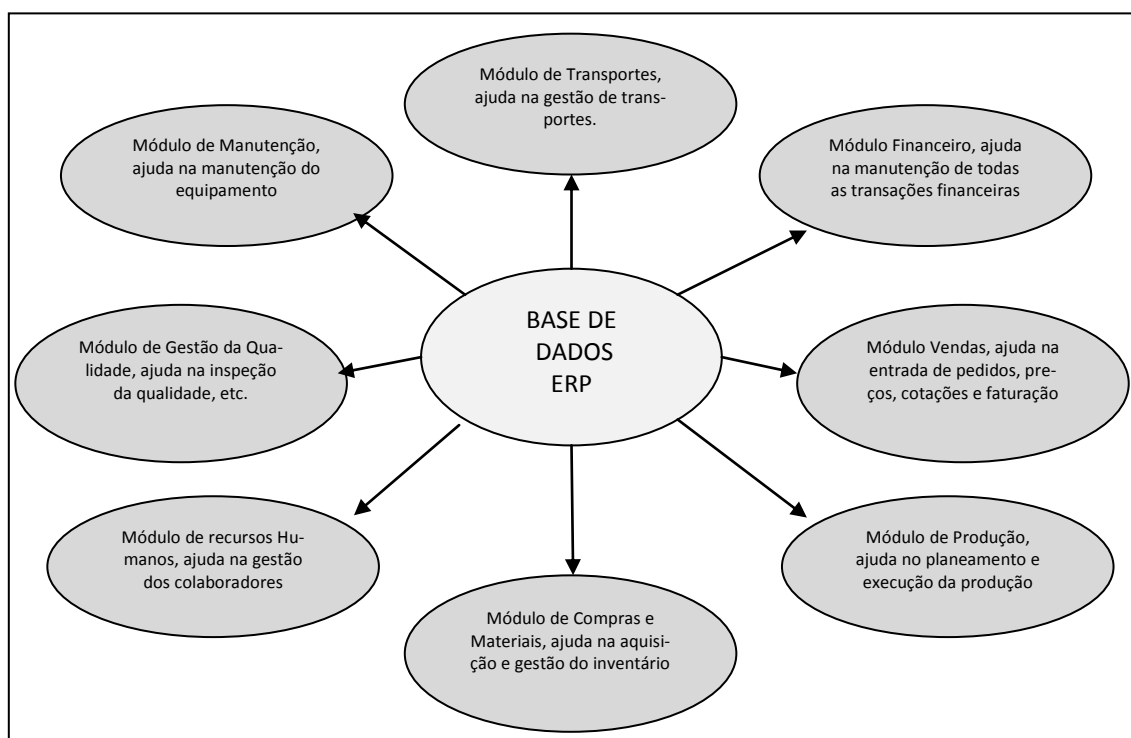 Módulo de Transportes,
ajuda na gestão de trans-
portes.
Módulo de Manutenção,
ajuda na manutenção do
equipamento
Módulo Financeiro, ajuda
na manutenção de todas
as transações financeiras
BASE DE
DADOS
ERP
Módulo de Gestão da Qua-
lidade, ajuda na inspeção
da qualidade, etc.
Módulo Vendas, ajuda na
entrada de pedidos, pre-
ços, cotações e faturação
Módulo de recursos Hu-
manos, ajuda na gestão
dos colaboradores
Módulo de Produção,
ajuda no planeamento e
execução da produção
Módulo de Compras e
Materiais, ajuda na aquisi-
ção e gestão do inventário